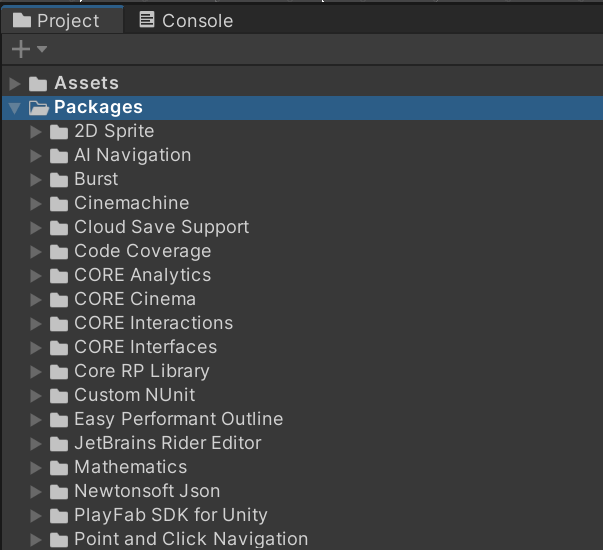 Project Console
Assets
Packages
2D Sprite
AI Navigation
Burst
Cinemachine
Cloud Save Support
Code Coverage
CORE Analytics
CORE Cinema
CORE Interactions
CORE Interfaces
Core RP Library
Custom NUnit
Easy Performant Outline
JetBrains Rider Editor
Mathematics
Newtonsoft Json
PlayFab SDK for Unity
Point and Click Navigation